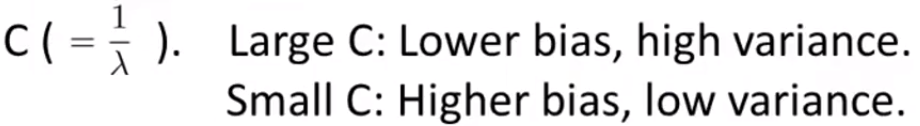 C ( = 1/λ ). Large C: Lower bias, high variance.
Small C: Higher bias, low variance.